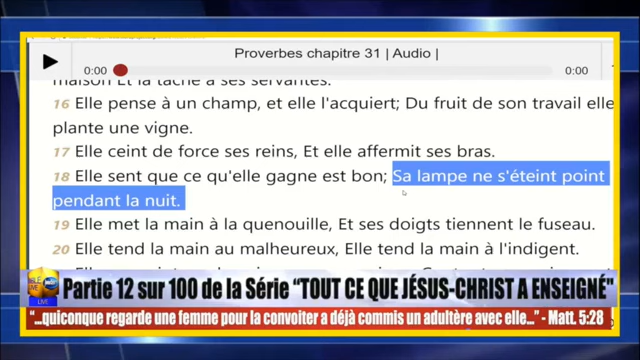 Proverbes chapitre 31 | Audio |
0:00
0:00
maison Et la tâche à ses servantes.
16 Elle pense à un champ, et elle l'acquiert; Du fruit de son travail elle
plante une vigne.
17 Elle ceint de force ses reins, Et elle affermit ses bras.
18 Elle sent que ce qu'elle gagne est bon; Sa lampe ne s'éteint point
pendant la nuit.
19 Elle met la main à la quenouille, Et ses doigts tiennent le fuseau.
20 Elle tend la main au malheureux, Elle tend la main à l'indigent.
LIVE
Partie 12 sur 100 de la Série "TOUT CE QUE JÉSUS-CHRIST A ENSEIGNÉ"
"...quiconque regarde une femme pour la convoiter a déjà commis un adultère avec elle..." - Matt. 5:28